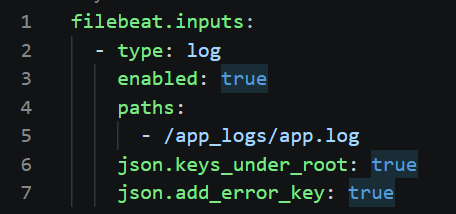 1 filebeat.inputs:
2   - type: log
3     enabled: true
4     paths:
5       - /app_logs/app.log
6     json.keys_under_root: true
7     json.add_error_key: true